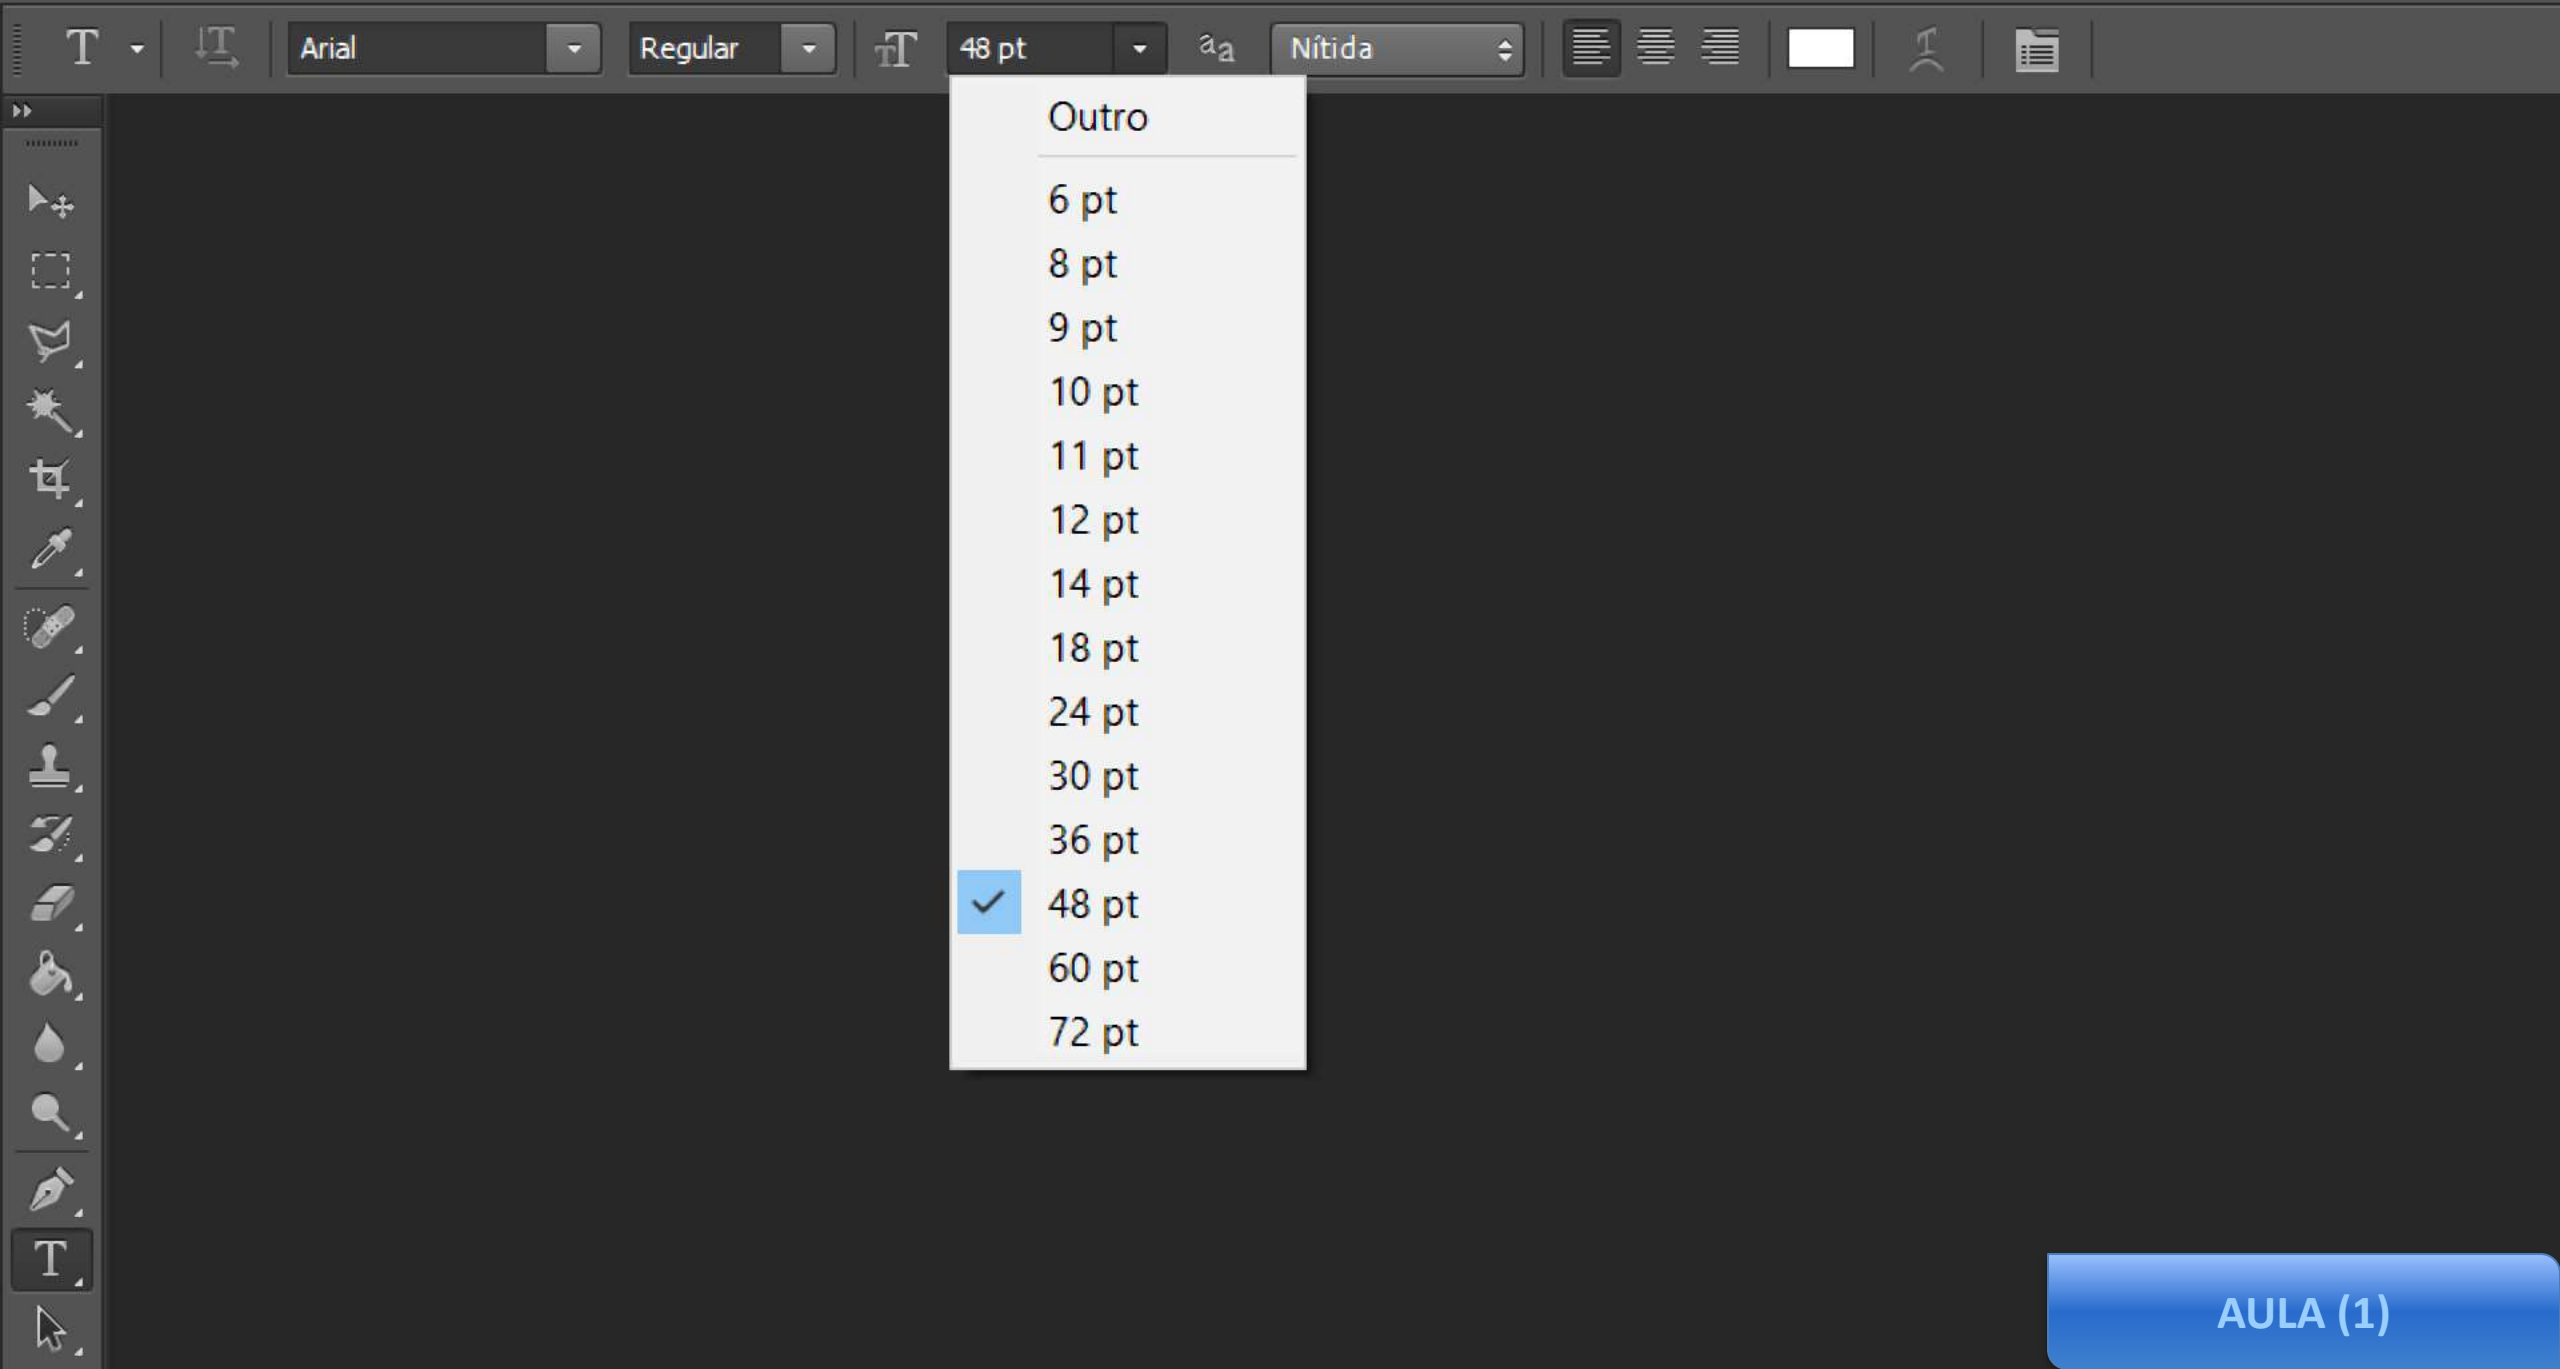 Arial Regular 48 pt Nítida
Outro
6 pt
8 pt
9 pt
10 pt
11 pt
12 pt
14 pt
18 pt
24 pt
30 pt
36 pt
48 pt
60 pt
72 pt
AULA (1)